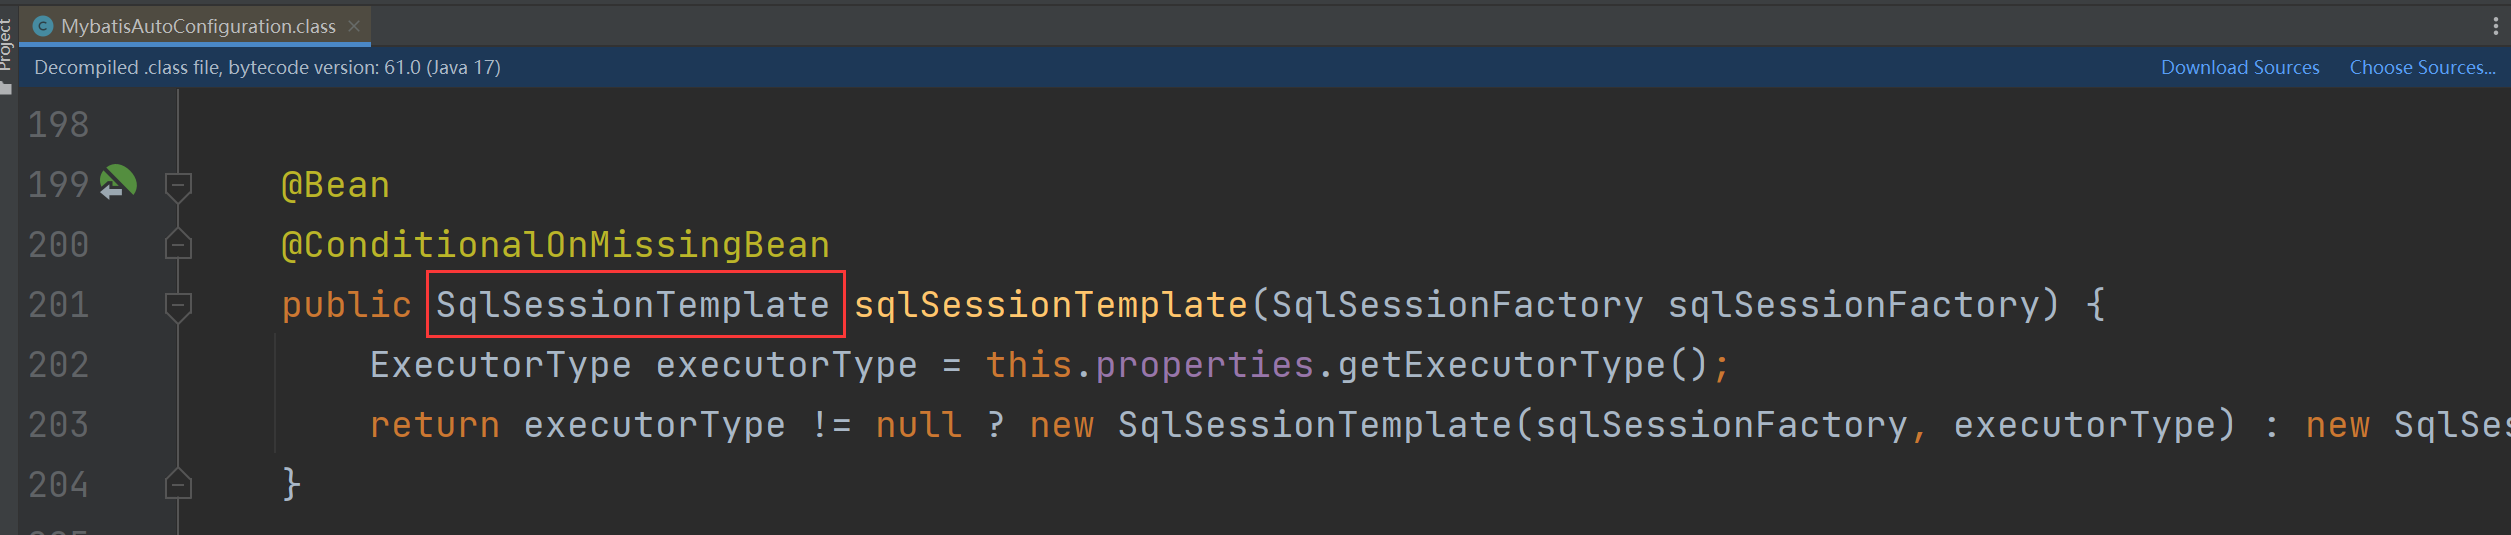 Project
MybatisAutoConfiguration.class
Decompiled .class file, bytecode version: 61.0 (Java 17) Download Sources Choose Sources...
198
199 @Bean
200 @ConditionalOnMissingBean
201 public SqlSessionTemplate sqlSessionTemplate(SqlSessionFactory sqlSessionFactory) {
202 ExecutorType executorType = this.properties.getExecutorType();
203 return executorType != null ? new SqlSessionTemplate(sqlSessionFactory, executorType) : new SqlSes
204 }